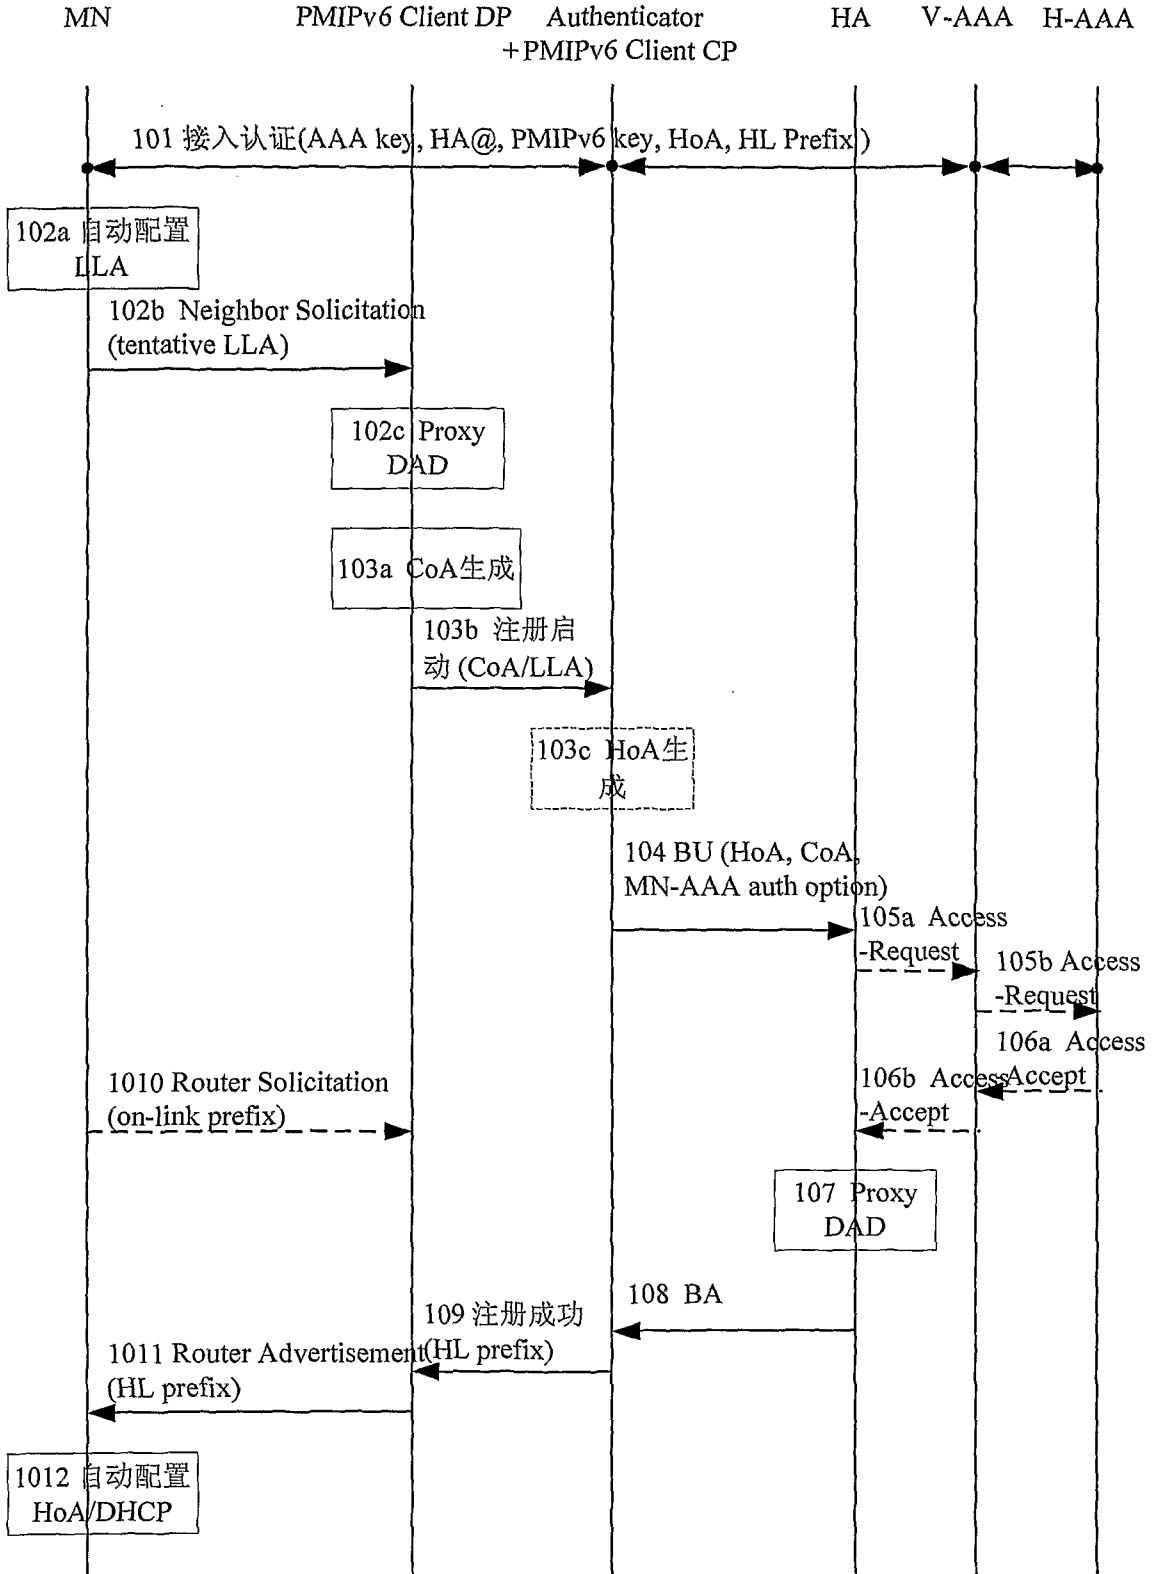 MN
PMIPv6 Client DP
Authenticator
+PMIPv6 Client CP
HA
V-AAA
H-AAA
101 接入认证(AAA key, HA@, PMIPv6 key, HoA, HL Prefix )
102a 自动配置
LLA
102b Neighbor Solicitation
(tentative LLA)
102c Proxy
DAD
103a CoA生成
103b 注册启
动 (CoA/LLA)
103c HoA生
成
104 BU (HoA, CoA,
MN-AAA auth option)
105a Access
-Request
105b Access
-Request
106a Access
-Accept
106b Access
-Accept
1010 Router Solicitation
(on-link prefix)
107 Proxy
DAD
108 BA
109 注册成功
(HL prefix)
1011 Router Advertisement
(HL prefix)
1012 自动配置
HoA/DHCP